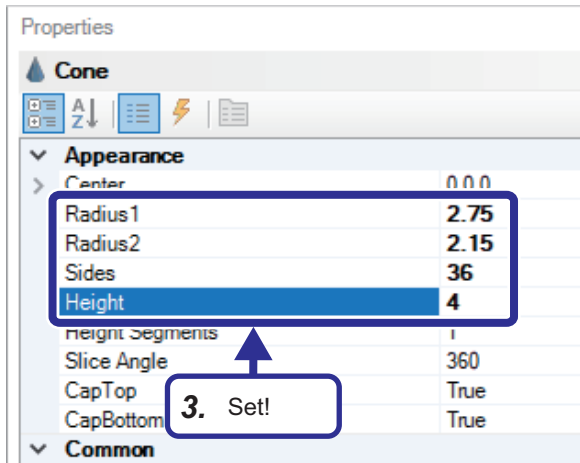 Properties
Cone
Appearance
Center 0 0 0
Radius1 2.75
Radius2 2.15
Sides 36
Height 4
Height Segments 1
Slice Angle 360
CapTop True
CapBottom True
3. Set!
Common